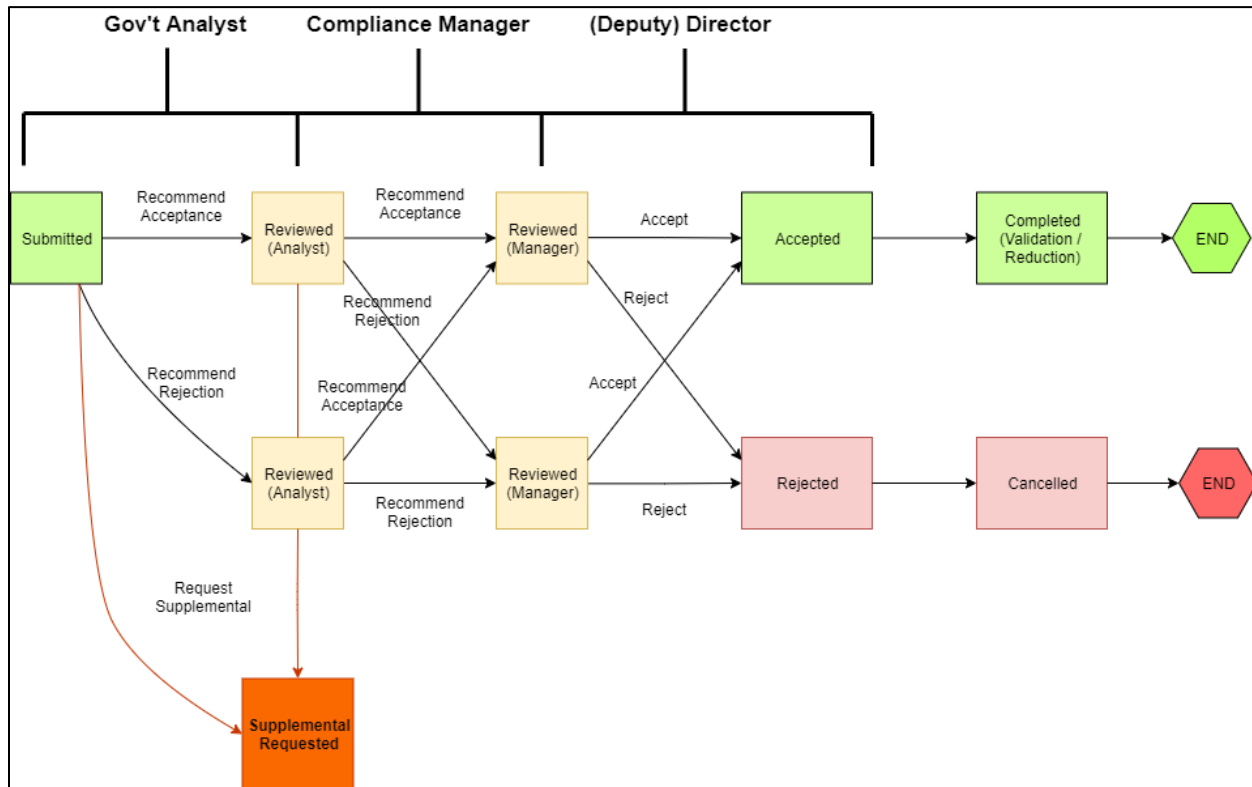 Gov't Analyst
Compliance Manager
(Deputy) Director
Recommend
Acceptance
Recommend
Acceptance
Accept
Submitted
Reviewed
(Analyst)
Reviewed
(Manager)
Accepted
Completed
(Validation /
Reduction)
END
Recommend
Rejection
Reject
Recommend
Rejection
Recommend
Acceptance
Accept
Reviewed
(Analyst)
Reviewed
(Manager)
Rejected
Cancelled
END
Recommend
Rejection
Reject
Request
Supplemental
Supplemental
Requested